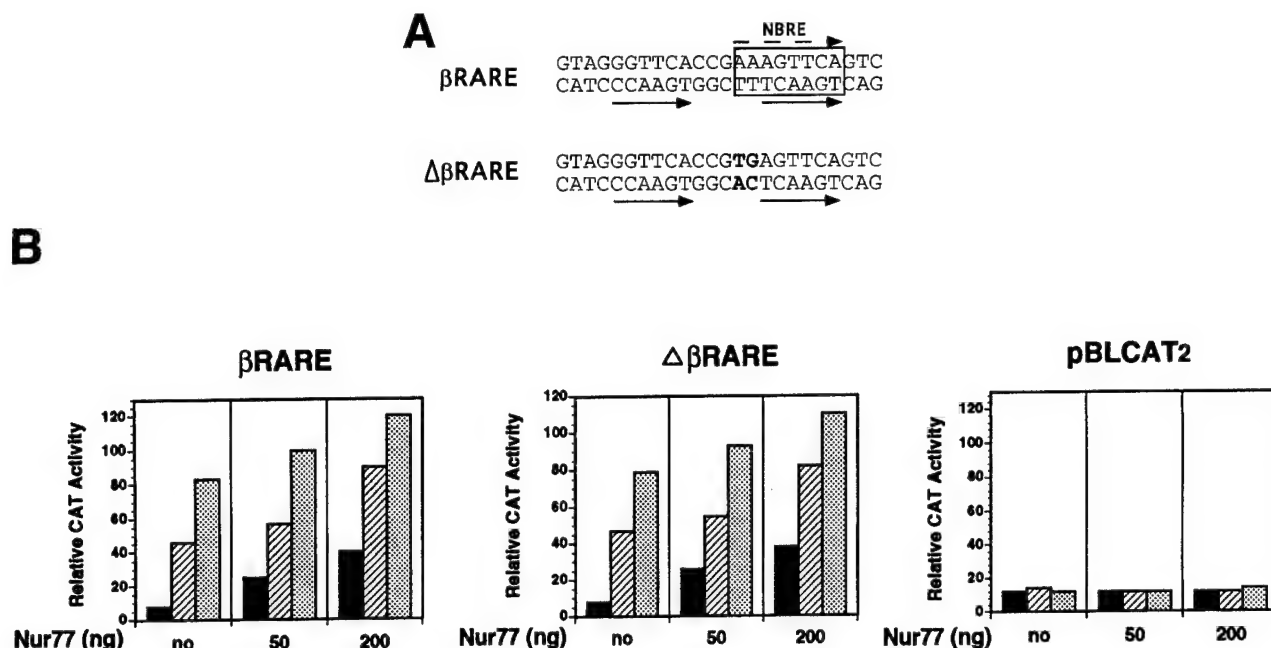 A
NBRE
βRARE
GTAGGGTTCACCGAAAGTTCAGTC
CATCCCAAGTGGCTTTCAAGTCAG
ΔβRARE
GTAGGGTTCACCGTGAGTTCAGTC
CATCCCAAGTGGCACTCAAGTCAG
B
βRARE
Relative CAT Activity
120
100
80
60
40
20
0
Nur77 (ng) no 50 200
△βRARE
Relative CAT Activity
120
100
80
60
40
20
0
Nur77 (ng) no 50 200
pBLCAT2
Relative CAT Activity
120
100
80
60
40
20
0
Nur77 (ng) no 50 200